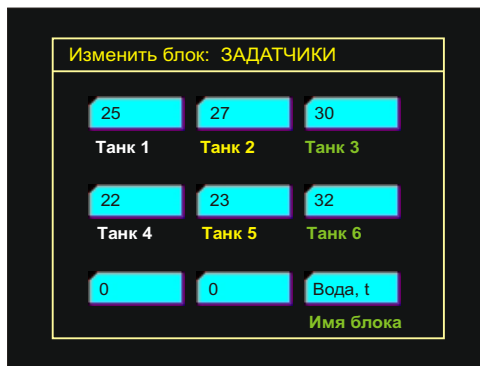 Изменить блок: ЗАДАТЧИКИ
25 27 30
Танк 1 Танк 2 Танк 3
22 23 32
Танк 4 Танк 5 Танк 6
0 0 Вода, t
Имя блока